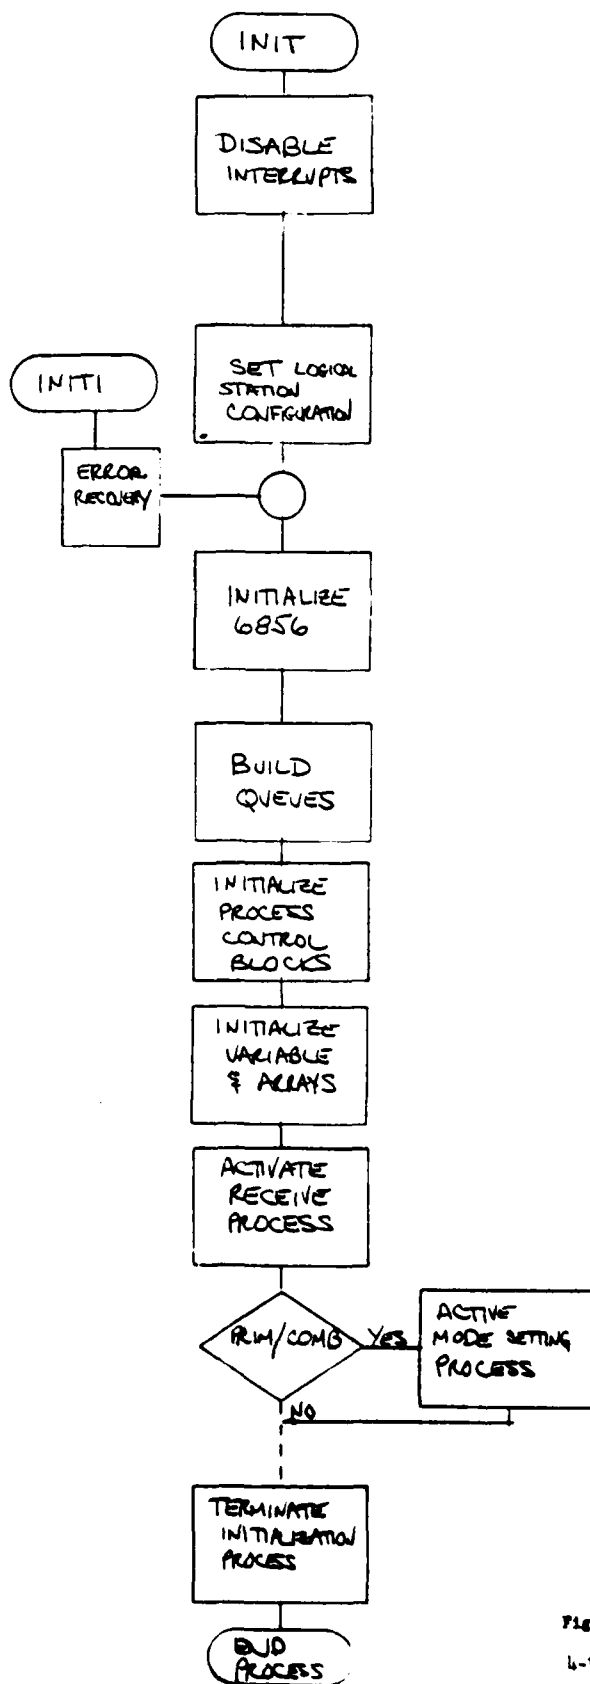 INIT
DISABLE
INTERRUPTS
SET LOGICAL
STATION
CONFIGURATION
INIT1
ERROR
RECOVERY
INITIALIZE
6856
BUILD
QUEUES
INITIALIZE
PROCESS
CONTROL
BLOCKS
INITIALIZE
VARIABLE
& ARRAYS
ACTIVATE
RECEIVE
PROCESS
PRIM/COMB
YES
ACTIVE
MODE SETTING
PROCESS
NO
TERMINATE
INITIALIZATION
PROCESS
END
PROCESS